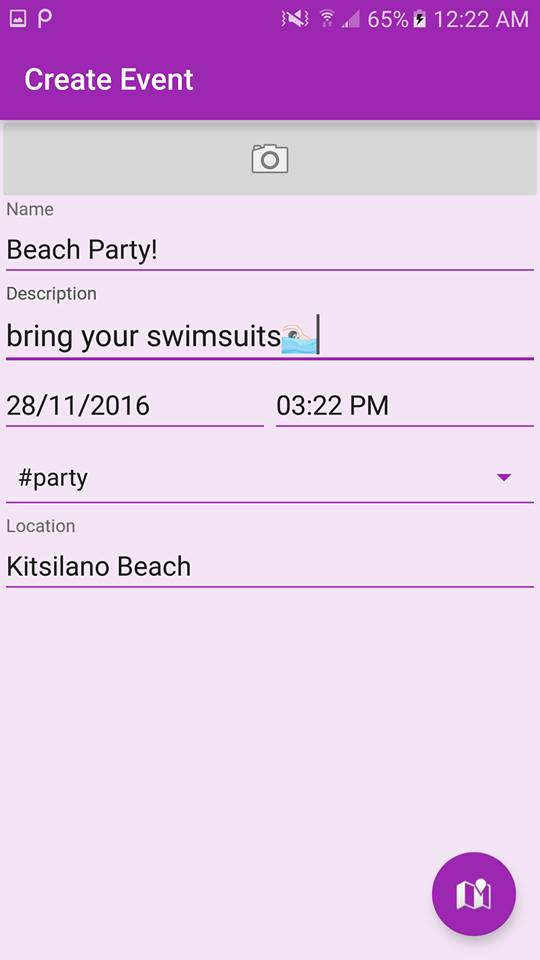 65% 12:22 AM
Create Event
Name
Beach Party!
Description
bring your swimsuits🏊
28/11/2016 03:22 PM
#party
Location
Kitsilano Beach